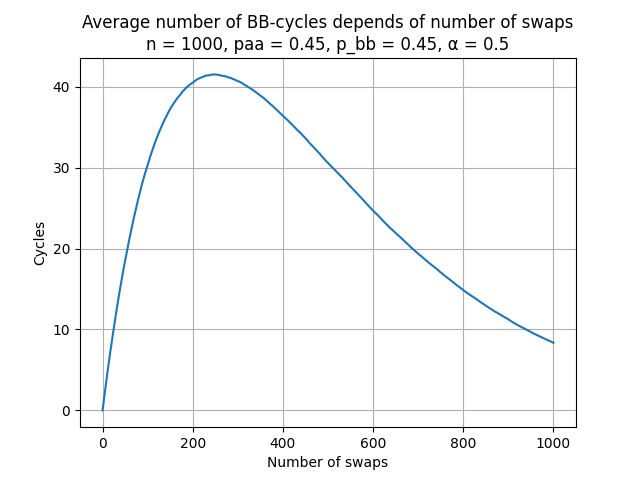 Average number of BB-cycles depends of number of swaps
n = 1000, paa = 0.45, p_bb = 0.45, α = 0.5
40
30
20
10
0
Cycles
0 200 400 600 800 1000
Number of swaps